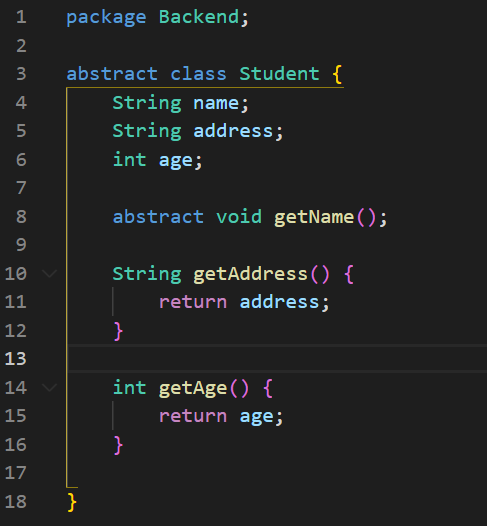 1 package Backend;
2
3 abstract class Student {
4     String name;
5     String address;
6     int age;
7
8     abstract void getName();
9
10     String getAddress() {
11         return address;
12     }
13
14     int getAge() {
15         return age;
16     }
17
18 }